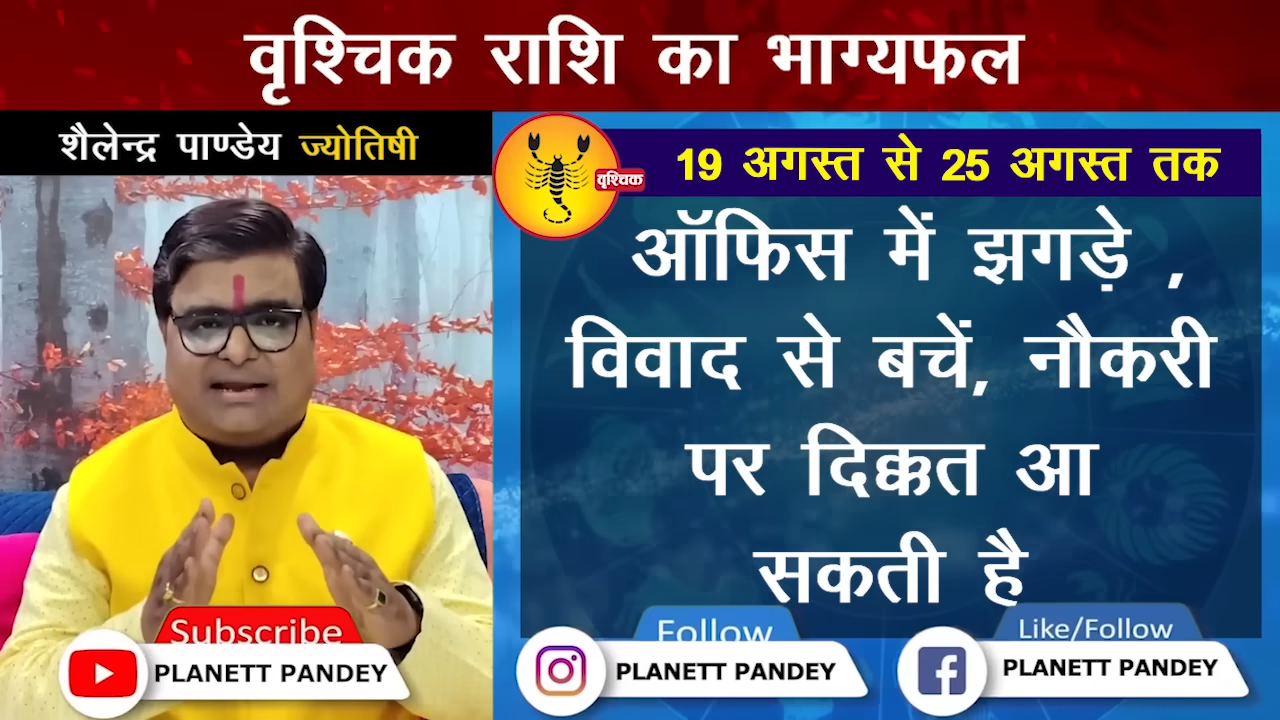 वृश्चिक राशि का भाग्यफल
शैलेन्द्र पाण्डेय ज्योतिषी
वृश्चिक
19 अगस्त से 25 अगस्त तक
ऑफिस में झगड़े ,
विवाद से बचें, नौकरी
पर दिक्कत आ
सकती है
Subscribe
PLANETT PANDEY
Follow
PLANETT PANDEY
Like/Follow
PLANETT PANDEY